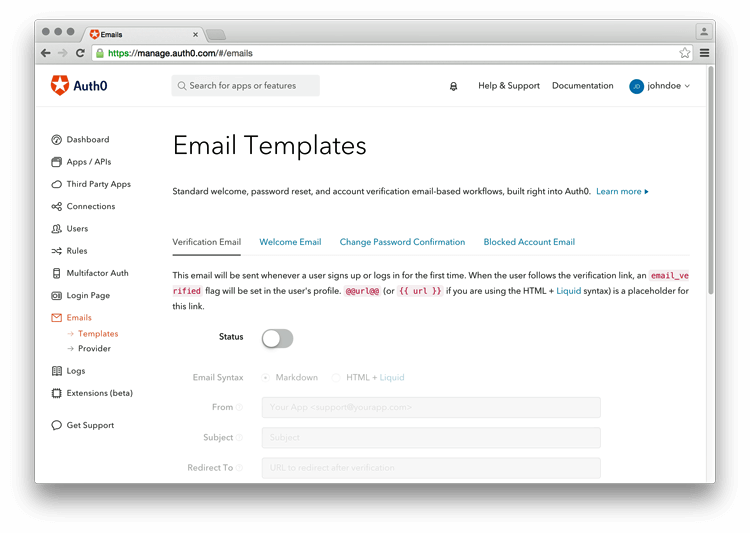 Emails
https://manage.auth0.com/#/emails
Auth0
Search for apps or features
Help & Support
Documentation
JD
johndoe
Dashboard
Apps / APIs
Third Party Apps
Connections
Users
Rules
Multifactor Auth
Login Page
Emails
Templates
Provider
Logs
Extensions (beta)
Get Support
Email Templates
Standard welcome, password reset, and account verification email-based workflows, built right into Auth0. Learn more
Verification Email
Welcome Email
Change Password Confirmation
Blocked Account Email
This email will be sent whenever a user signs up or logs in for the first time. When the user follows the verification link, an email_ve
rified flag will be set in the user's profile. @@url@@ (or {{ url }} if you are using the HTML + Liquid syntax) is a placeholder for
this link.
Status
Email Syntax
Markdown
HTML + Liquid
From
Your App <support@yourapp.com>
Subject
Subject
Redirect To
URL to redirect after verification